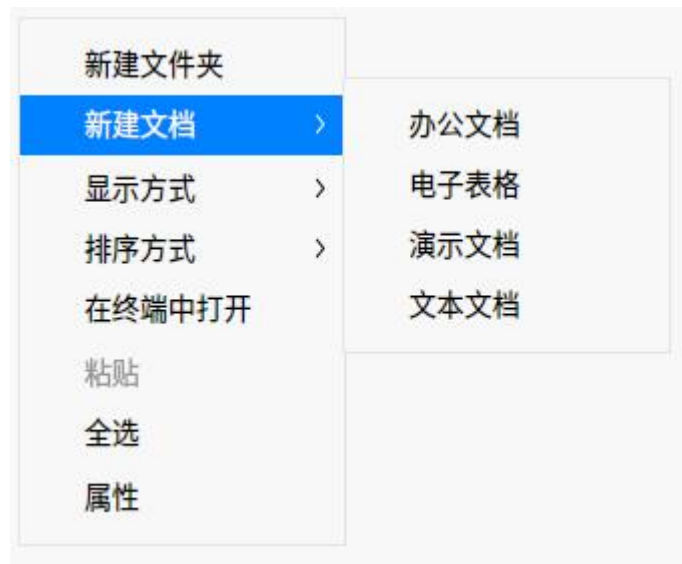 新建文件夹
新建文档
显示方式
排序方式
在终端中打开
粘贴
全选
属性
办公文档
电子表格
演示文档
文本文档